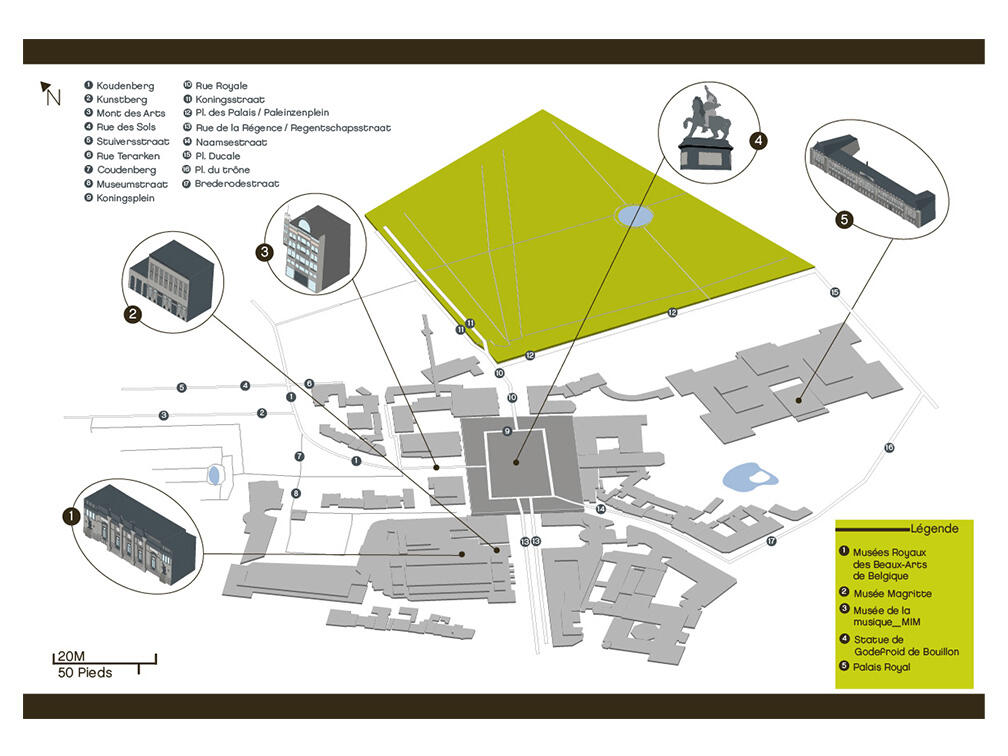 N
1 Koudenberg
2 Kunstberg
3 Mont des Arts
4 Rue des Sols
5 Stuiversstraat
6 Rue Terarken
7 Coudenberg
8 Museumstraat
9 Koningsplein
10 Rue Royale
11 Koningsstraat
12 Pl. des Palais / Paleinzenplein
13 Rue de la Régence / Regentschapsstraat
14 Naamsestraat
15 Pl. Ducale
16 Pl. du trône
17 Brederodestraat
4
5
3
2
15
12
11 11
12
10
6
5 4
1
10
3 2
9
7
1
16
8
14
1
13 13
17
Légende
1 Musées Royaux
des Beaux-Arts
de Belgique
2 Musée Magritte
3 Musée de la
musique_MIM
4 Statue de
Godefroid de Bouillon
5 Palais Royal
20M
50 Pieds